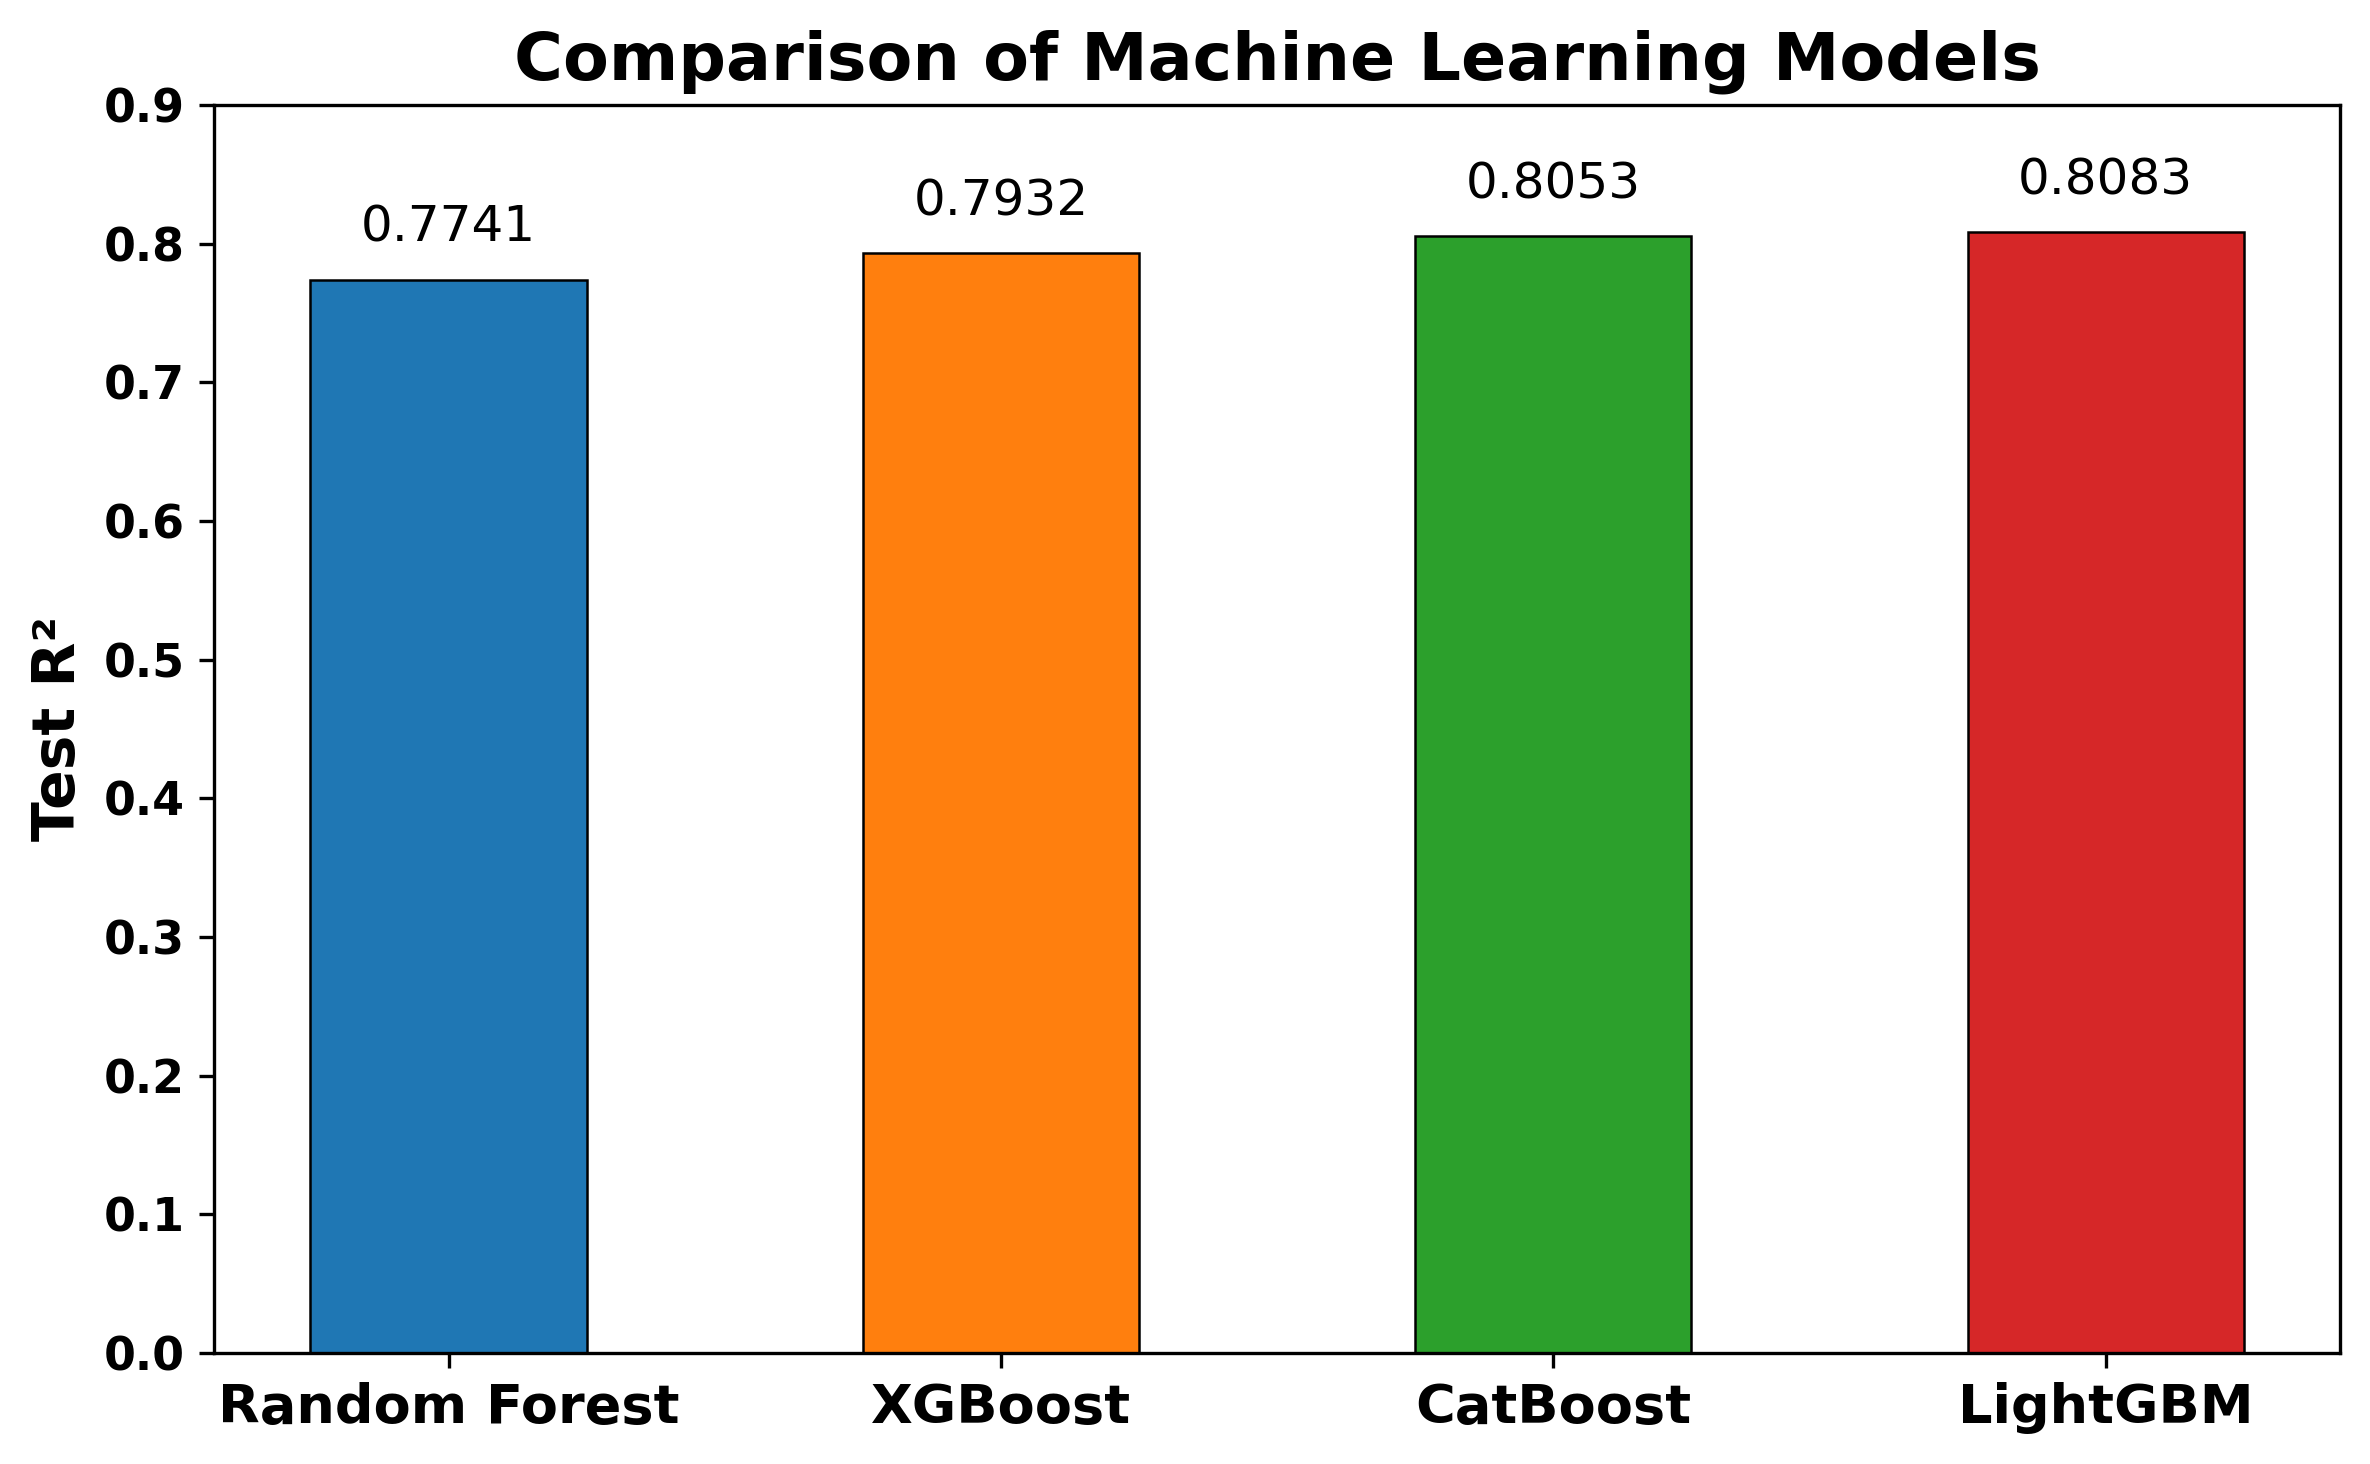 Comparison of Machine Learning Models
Test R²
0.9
0.8
0.7
0.6
0.5
0.4
0.3
0.2
0.1
0.0
0.7741
0.7932
0.8053
0.8083
Random Forest
XGBoost
CatBoost
LightGBM